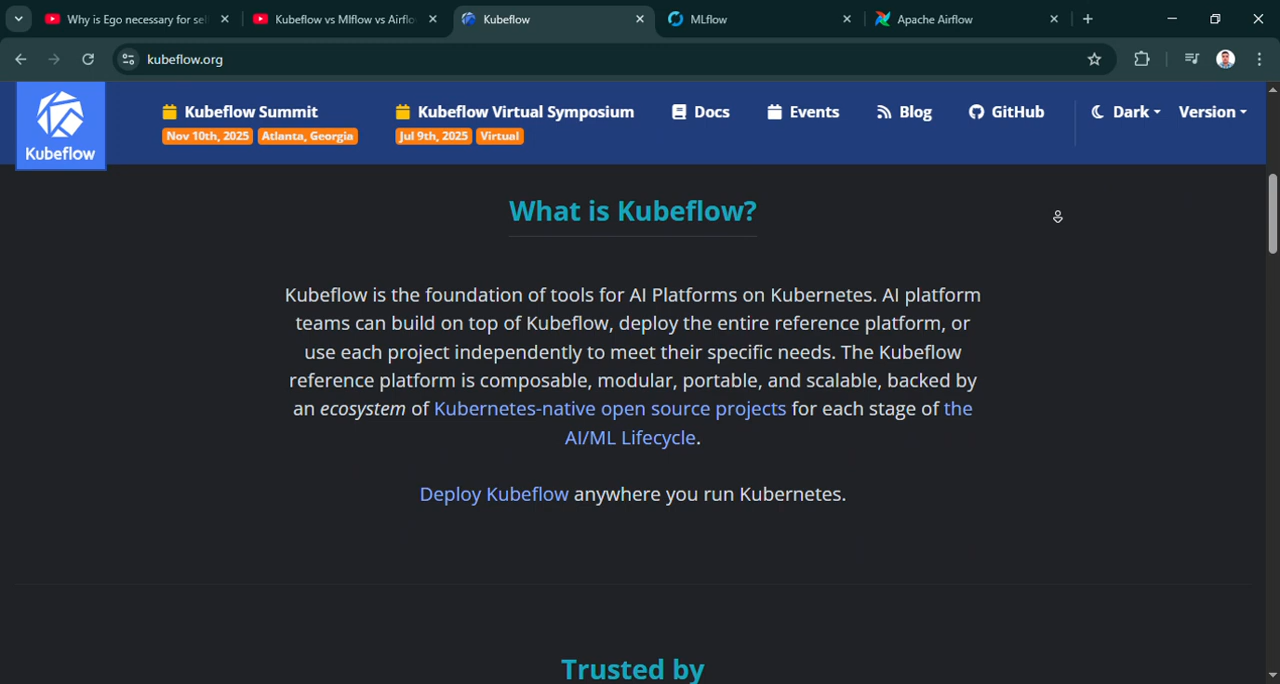 Why is Ego necessary for sel
Kubeflow vs Mlflow vs Airflo
Kubeflow
MLflow
Apache Airflow
kubeflow.org
Kubeflow
Kubeflow Summit
Nov 10th, 2025 Atlanta, Georgia
Kubeflow Virtual Symposium
Jul 9th, 2025 Virtual
Docs
Events
Blog
GitHub
Dark
Version
What is Kubeflow?
Kubeflow is the foundation of tools for AI Platforms on Kubernetes. AI platform
teams can build on top of Kubeflow, deploy the entire reference platform, or
use each project independently to meet their specific needs. The Kubeflow
reference platform is composable, modular, portable, and scalable, backed by
an ecosystem of Kubernetes-native open source projects for each stage of the
AI/ML Lifecycle.
Deploy Kubeflow anywhere you run Kubernetes.
Trusted by